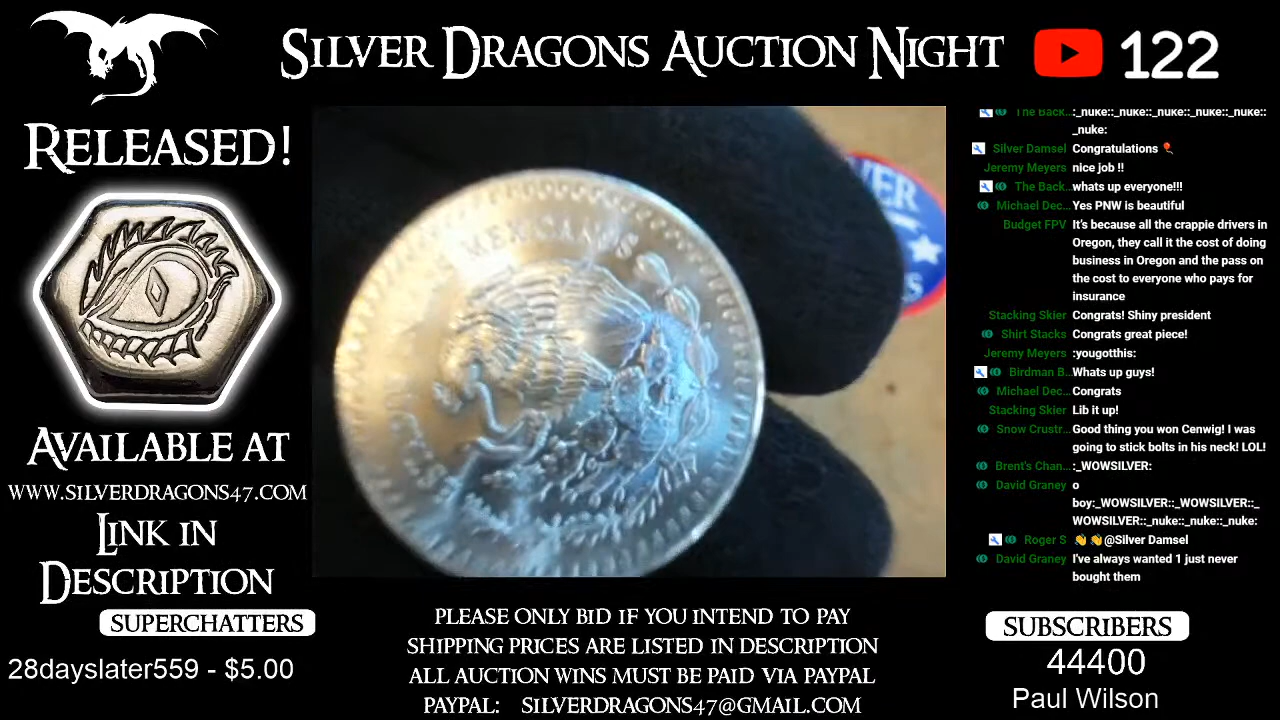 SILVER DRAGONS AUCTION NIGHT
122
RELEASED!
AVAILABLE AT
WWW.SILVERDRAGONS47.COM
LINK IN
DESCRIPTION
SUPERCHATTERS
28dayslater559 - $5.00
MEXICANOS
The Back... :_nuke::_nuke::_nuke::_nuke::_nuke::
_nuke:
Silver Damsel Congratulations 🎈
Jeremy Meyers nice job !!
The Back... whats up everyone!!!
Michael Dec... Yes PNW is beautiful
Budget FPV It's because all the crappie drivers in
Oregon, they call it the cost of doing
business in Oregon and the pass on
the cost to everyone who pays for
insurance
Stacking Skier Congrats! Shiny president
Shirt Stacks Congrats great piece!
Jeremy Meyers :yougotthis:
Birdman B... Whats up guys!
Michael Dec... Congrats
Stacking Skier Lib it up!
Snow Crustr... Good thing you won Cenwig! I was
going to stick bolts in his neck! LOL!
Brent's Chan... :_WOWSILVER:
David Graney o
boy:_WOWSILVER::_WOWSILVER::_
WOWSILVER::_nuke::_nuke::_nuke:
Roger S 👏👏@Silver Damsel
David Graney I've always wanted 1 just never
bought them
PLEASE ONLY BID IF YOU INTEND TO PAY
SHIPPING PRICES ARE LISTED IN DESCRIPTION
ALL AUCTION WINS MUST BE PAID VIA PAYPAL
PAYPAL: SILVERDRAGONS47@GMAIL.COM
SUBSCRIBERS
44400
Paul Wilson